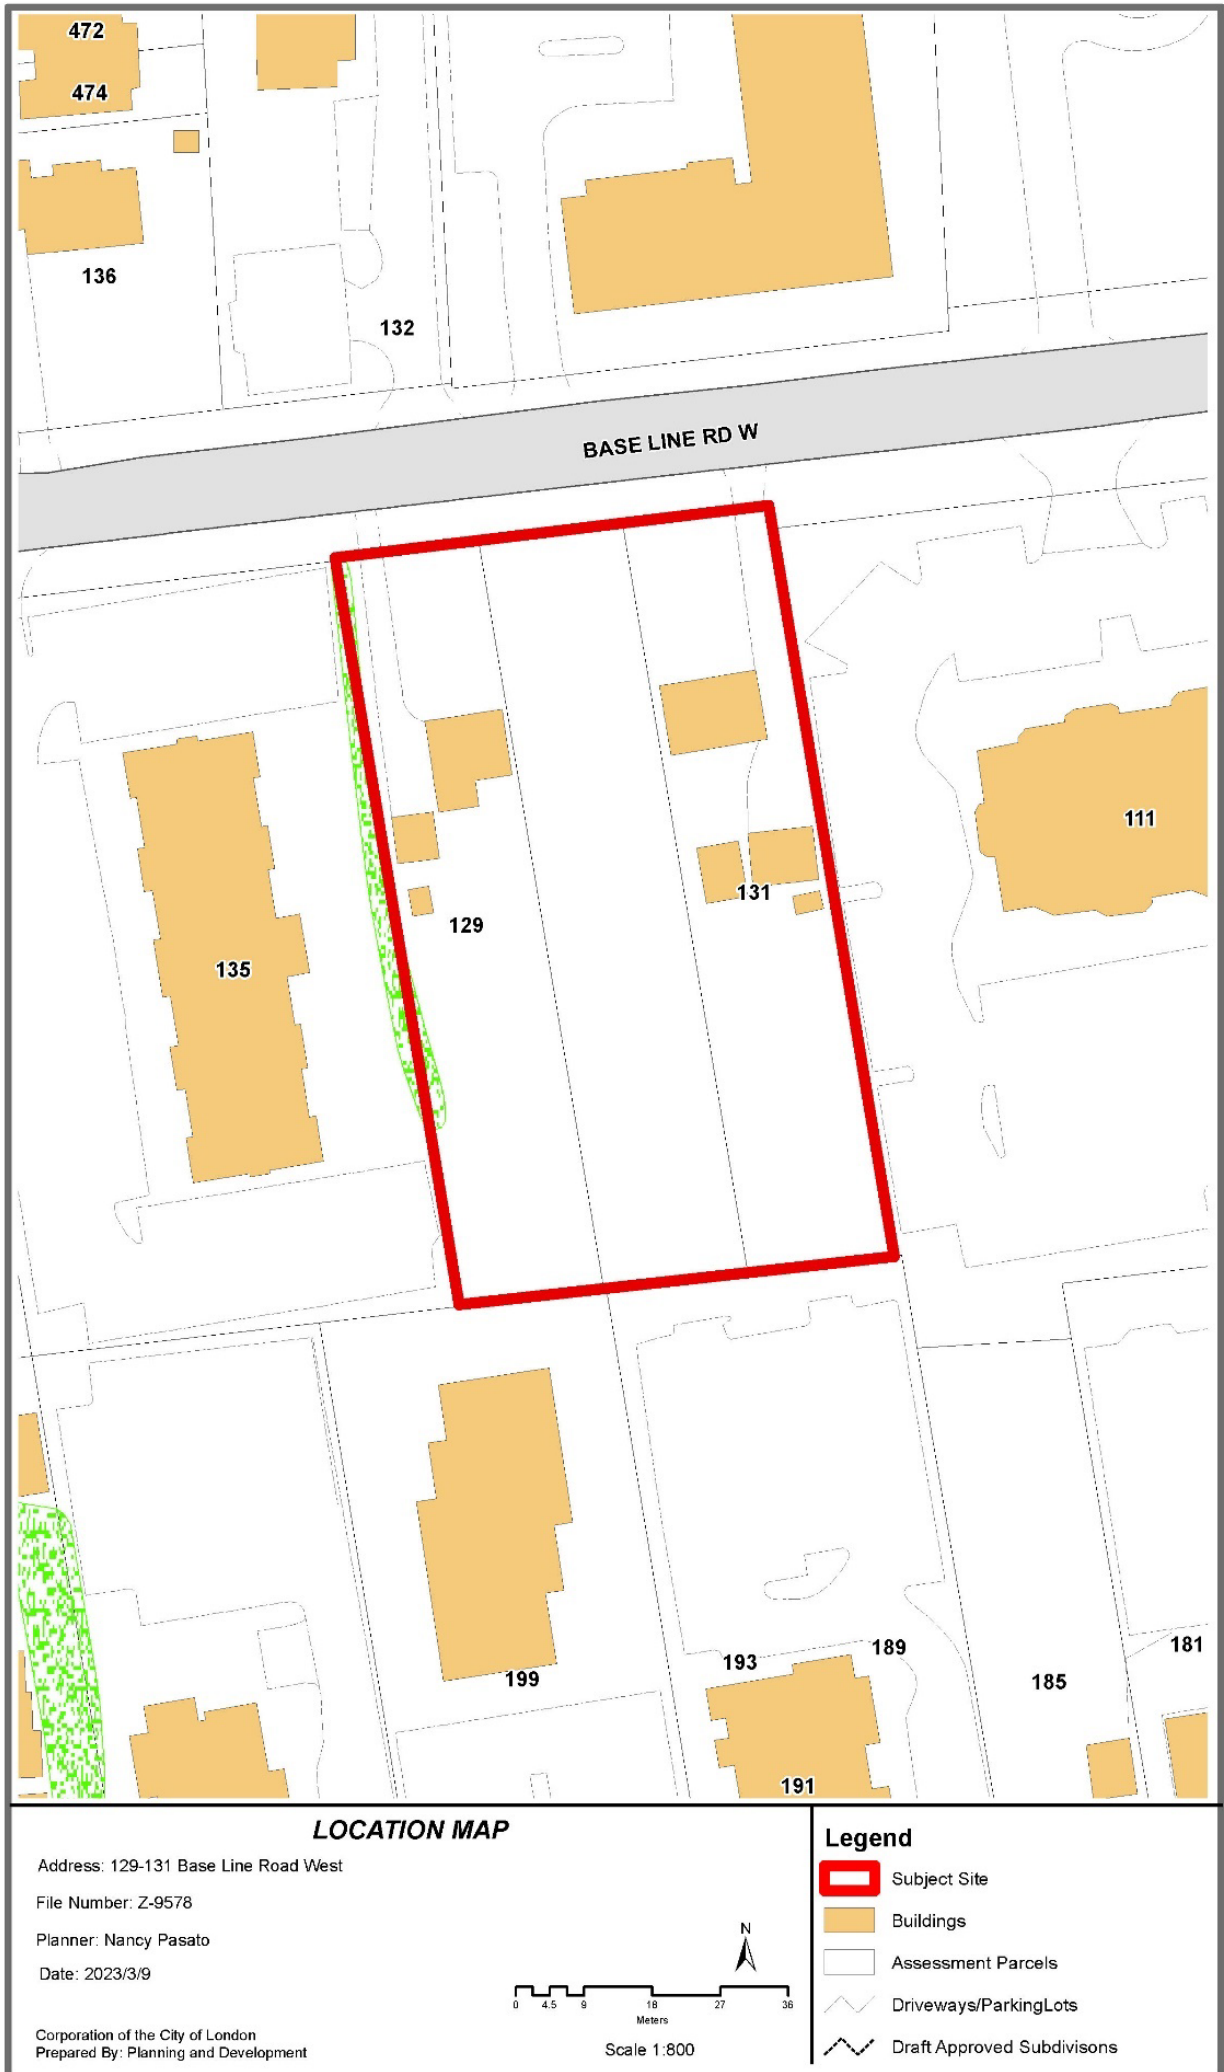 472
474
136
132
BASE LINE RD W
111
131
129
135
199
193
189
185
181
191
LOCATION MAP
Address: 129-131 Base Line Road West
File Number: Z-9578
Planner: Nancy Pasato
Date: 2023/3/9
Corporation of the City of London
Prepared By: Planning and Development
N
0 4.5 9 18 27 36
Meters
Scale 1:800
Legend
Subject Site
Buildings
Assessment Parcels
Driveways/ParkingLots
Draft Approved Subdivisons